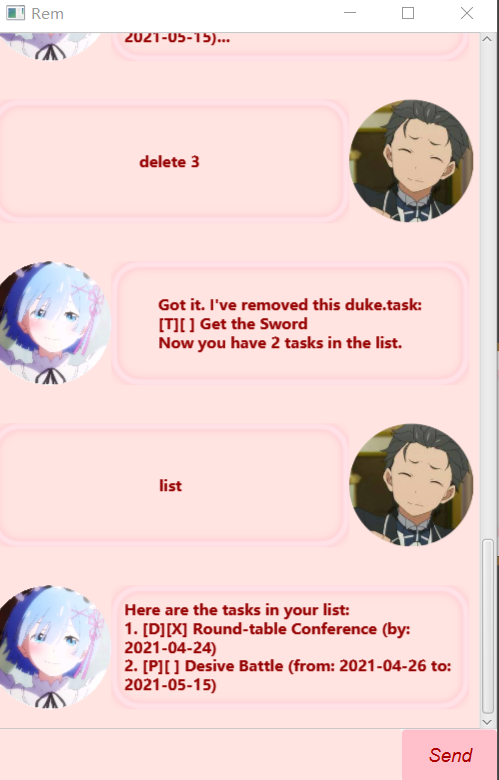 Rem
2021-05-15)...
delete 3
Got it. I've removed this duke.task:
[T][ ] Get the Sword
Now you have 2 tasks in the list.
list
Here are the tasks in your list:
1. [D][X] Round-table Conference (by:
2021-04-24)
2. [P][ ] Desive Battle (from: 2021-04-26 to:
2021-05-15)
Send